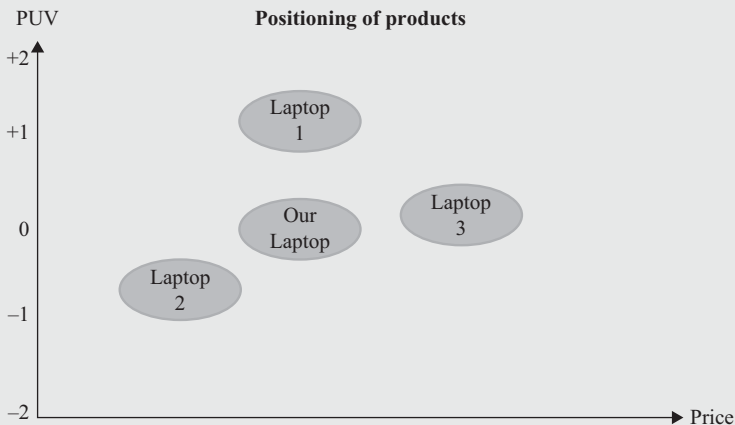 PUV
Positioning of products
+2
Laptop
1
+1
Laptop
3
Our
Laptop
0
Laptop
2
–1
–2
Price